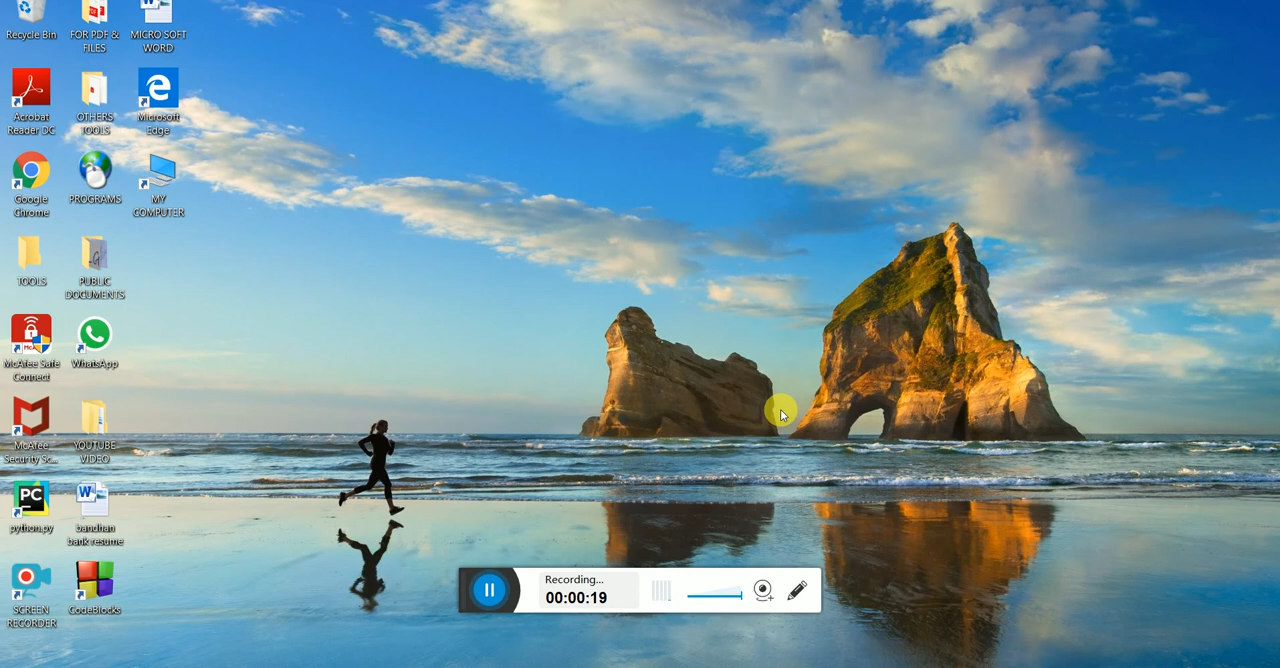 Recycle Bin
FOR PDF &
FILES
MICRO SOFT
WORD
Acrobat
Reader DC
OTHERS
TOOLS
Microsoft
Edge
Google
Chrome
PROGRAMS
MY
COMPUTER
TOOLS
PUBLIC
DOCUMENTS
McAfee Safe
Connect
WhatsApp
McAfee
Security Sc...
YOUTUBE
VIDEO
PC
python.py
bandhan
bank resume
SCREEN
RECORDER
CodeBlocks
Recording...
00:00:19